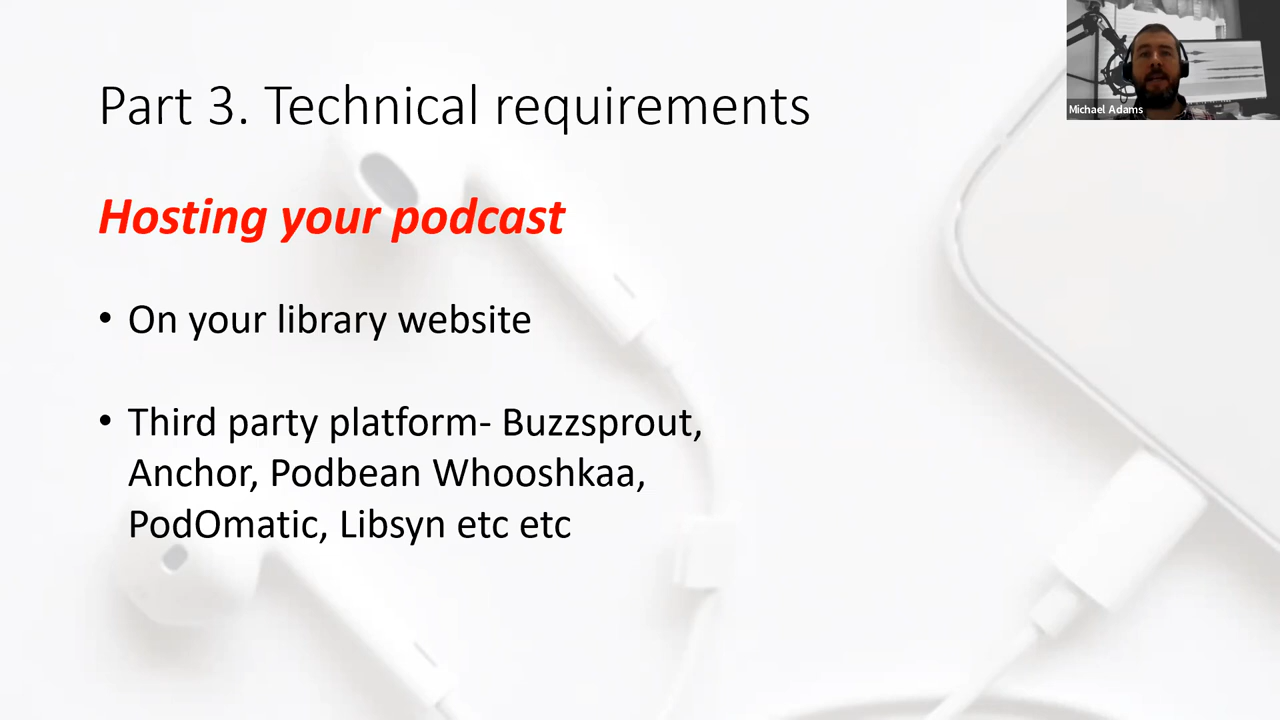 Part 3. Technical requirements
Michael Adams
Hosting your podcast
• On your library website
• Third party platform- Buzzsprout,
Anchor, Podbean Whooshkaa,
PodOmatic, Libsyn etc etc